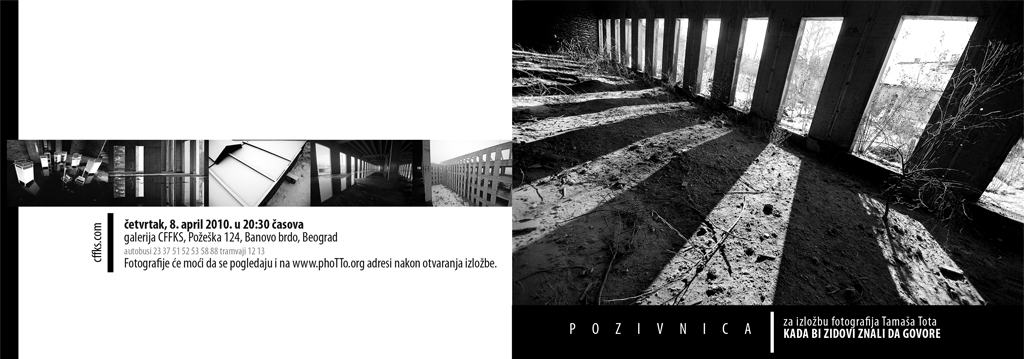 cffks.com
četvrtak, 8. april 2010. u 20:30 časova
galerija CFFKS, Požeška 124, Banovo brdo, Beograd
autobusi 23 37 51 52 53 58 88 tramvaji 12 13
Fotografije će moći da se pogledaju i na www.phoTTo.org adresi nakon otvaranja izložbe.
POZIVNICA
za izložbu fotografija Tamaša Tota
KADA BI ZIDOVI ZNALI DA GOVORE